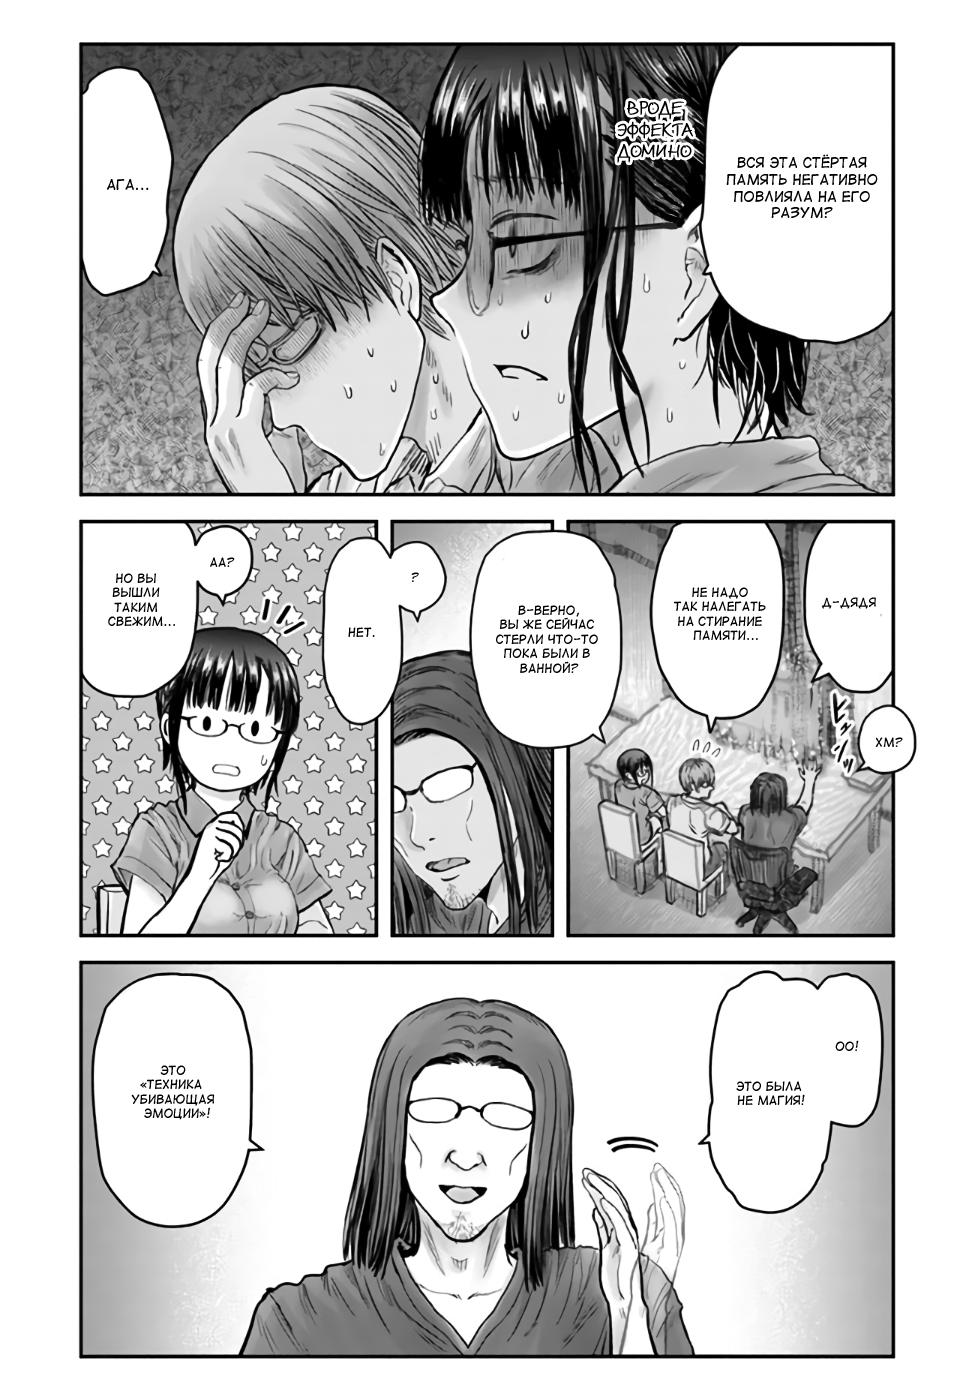 ВСЯ ЭТА СТЁРТАЯ
ПАМЯТЬ НЕГАТИВНО
ПОВЛИЯЛА НА ЕГО
РАЗУМ?
ВРОДЕ
ЭФФЕКТА
ДОМИНО
АГА...
Д-ДЯДЯ
ХМ?
НЕ НАДО
ТАК НАЛЕГАТЬ
НА СТИРАНИЕ
ПАМЯТИ...
В-ВЕРНО,
ВЫ ЖЕ СЕЙЧАС
СТЕРЛИ ЧТО-ТО
ПОКА БЫЛИ В
ВАННОЙ?
?
НЕТ.
АА?
НО ВЫ
ВЫШЛИ
ТАКИМ
СВЕЖИМ...
ОО!
ЭТО БЫЛА
НЕ МАГИЯ!
ЭТО
«ТЕХНИКА
УБИВАЮЩАЯ
ЭМОЦИИ»!